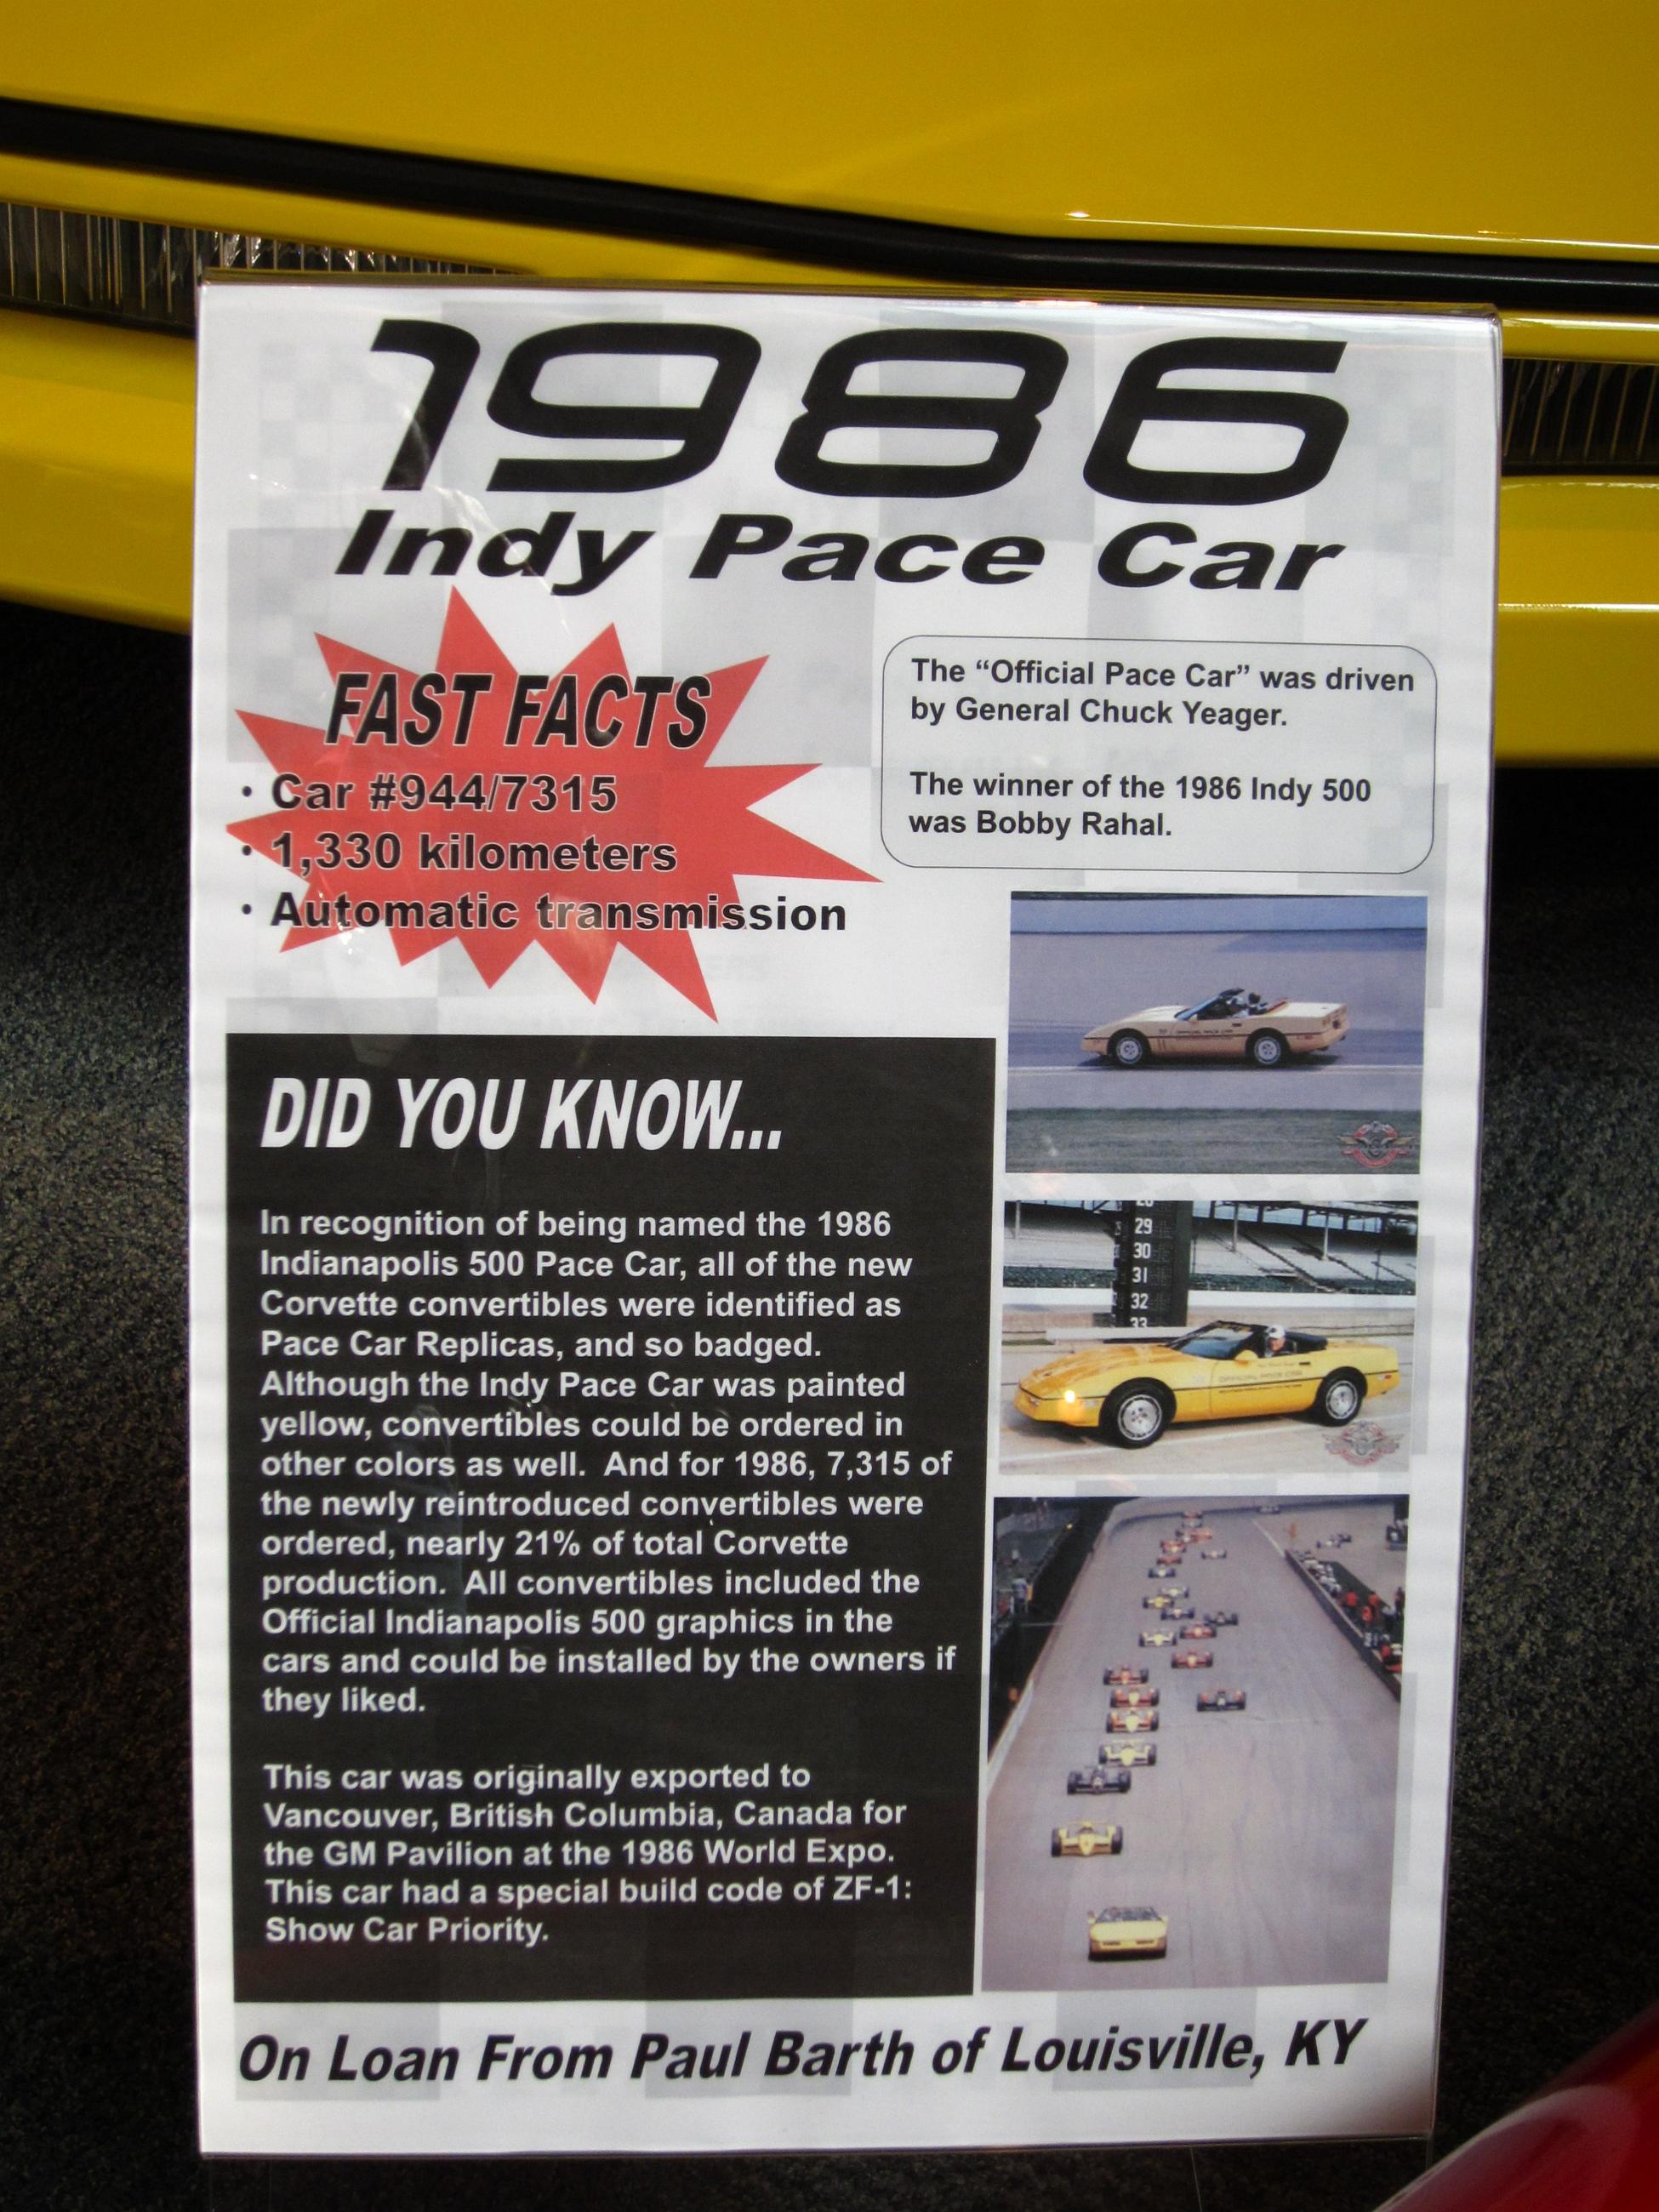 1986
Indy Pace Car
FAST FACTS
• Car #944/7315
• 1,330 kilometers
• Automatic transmission
The “Official Pace Car” was driven
by General Chuck Yeager.
The winner of the 1986 Indy 500
was Bobby Rahal.
DID YOU KNOW...
In recognition of being named the 1986
Indianapolis 500 Pace Car, all of the new
Corvette convertibles were identified as
Pace Car Replicas, and so badged.
Although the Indy Pace Car was painted
yellow, convertibles could be ordered in
other colors as well. And for 1986, 7,315 of
the newly reintroduced convertibles were
ordered, nearly 21% of total Corvette
production. All convertibles included the
Official Indianapolis 500 graphics in the
cars and could be installed by the owners if
they liked.
This car was originally exported to
Vancouver, British Columbia, Canada for
the GM Pavilion at the 1986 World Expo.
This car had a special build code of ZF-1:
Show Car Priority.
OFFICIAL PACE CAR
29
30
31
32
33
OFFICIAL PACE CAR
On Loan From Paul Barth of Louisville, KY